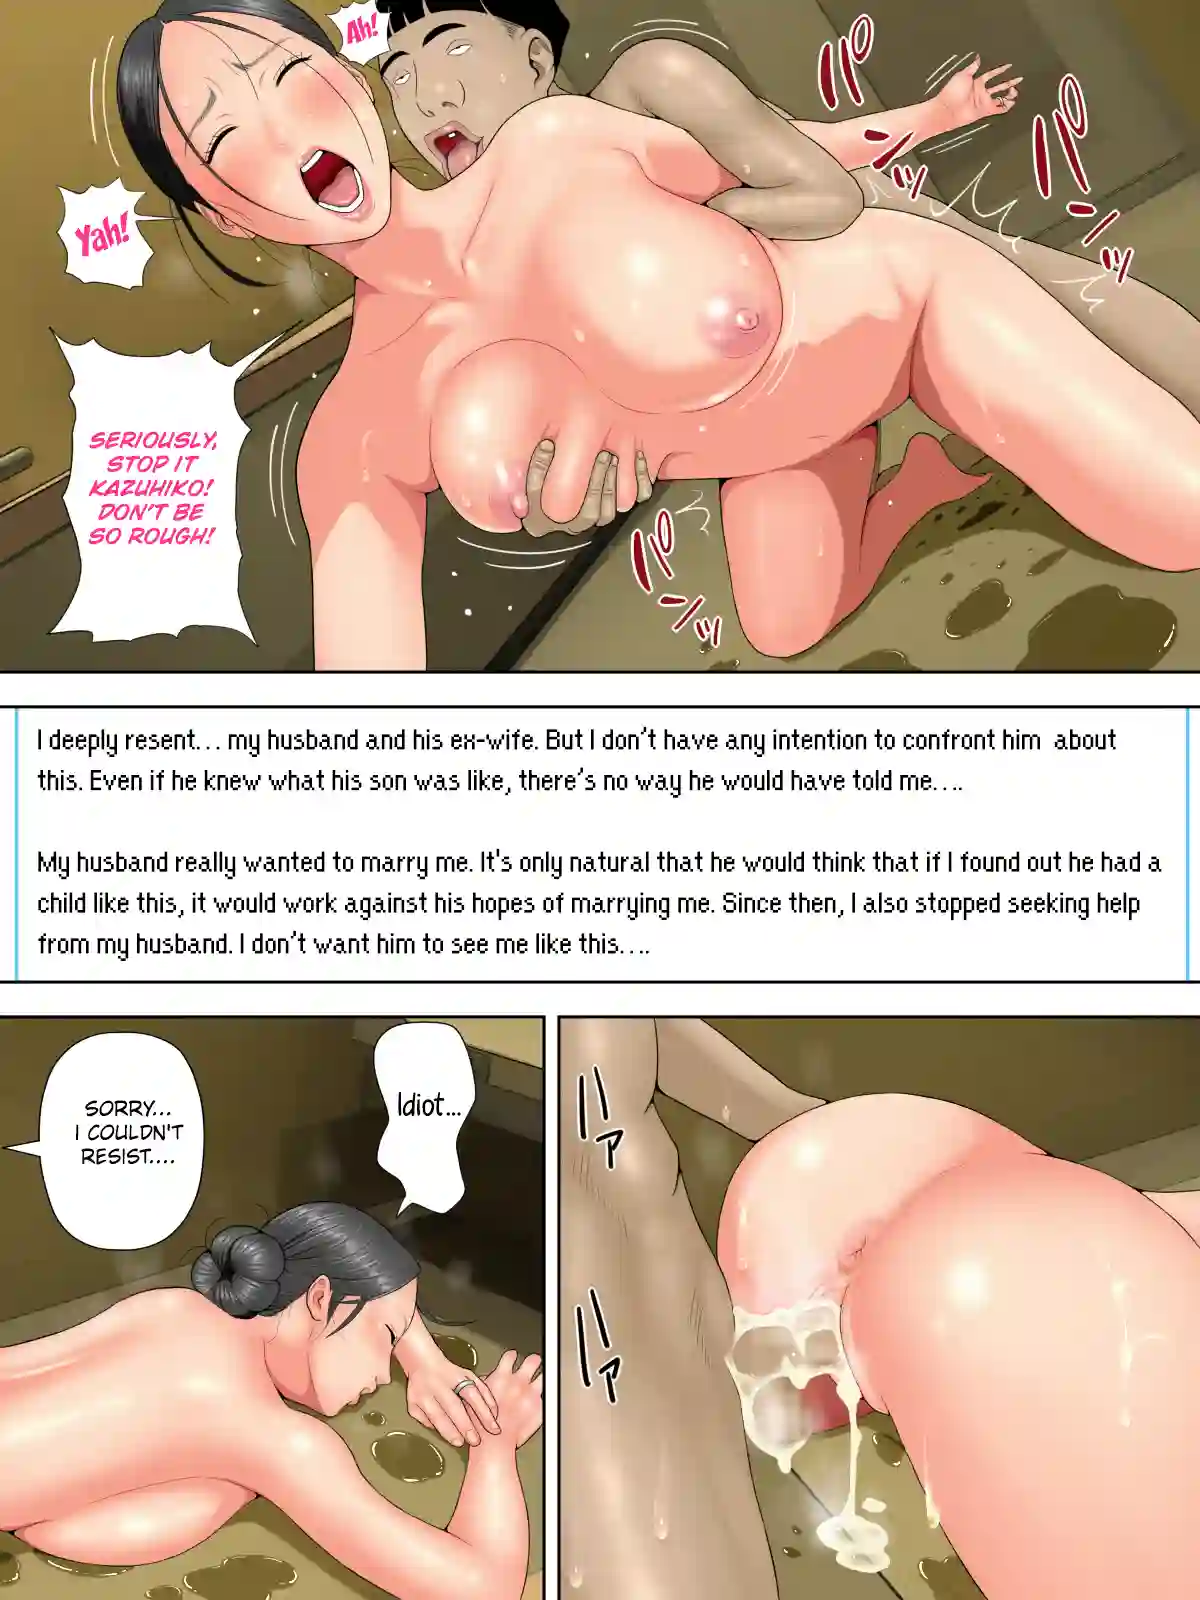 Ah!
Yah!
SERIOUSLY,
STOP IT
KAZUHIKO!
DON'T BE
SO ROUGH!
パン
パン
パン
I deeply resent... my husband and his ex-wife. But I don't have any intention to confront him about
this. Even if he knew what his son was like, there's no way he would have told me....
My husband really wanted to marry me. It's only natural that he would think that if I found out he had a
child like this, it would work against his hopes of marrying me. Since then, I also stopped seeking help
from my husband. I don't want him to see me like this....
Idiot...
SORRY...
I COULDN'T
RESIST....
ハァ
ハァ